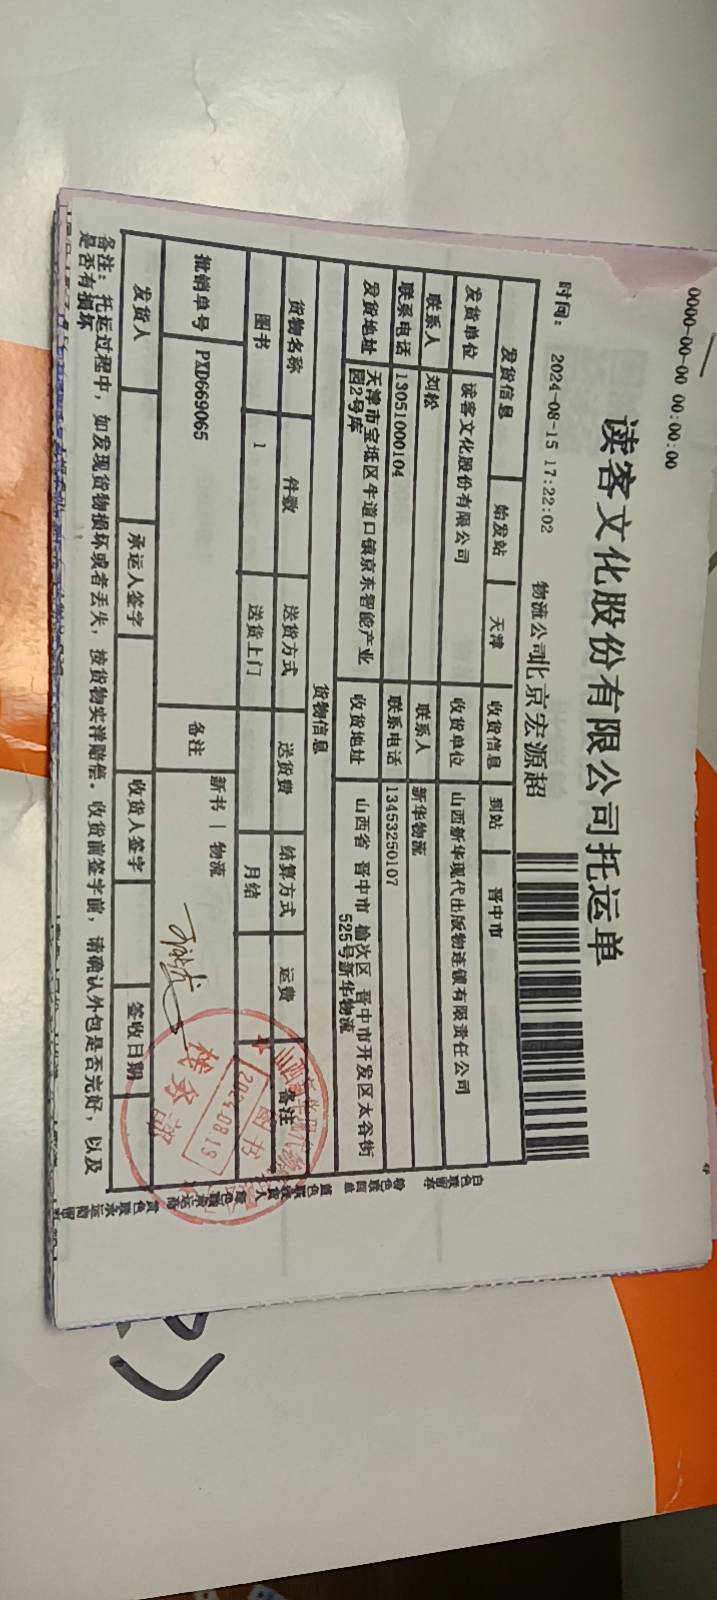 0000-00-00 00:00:00
读客文化股份有限公司托运单
时间： 2024-08-15 17:22:02 物流公司北京宏源超
发货信息 始发站 天津 收货信息 到站 晋中市
发货单位 读客文化股份有限公司 收货单位 山西新华现代出版物连锁有限责任公司
联系人 刘松 联系人 新华物流
联系电话 13051000104 联系电话 13453250107
发货地址 天津市宝坻区牛道口镇京东智能产业园2号库 收货地址 山西省 晋中市 榆次区 晋中市开发区太谷街525号新华物流
货物信息
货物名称 件数 送货方式 送货费 结算方式 运费 备注
图书 1 送货上门 月结
批销单号 PXD669065 备注 新书 | 物流
发货人 承运人签字 收货人签字 签收日期
备注：托运过程中，如发现货物损坏或者丢失，按货物实洋赔偿。收货前签字前，请确认外包是否完好，以及
是否有损坏